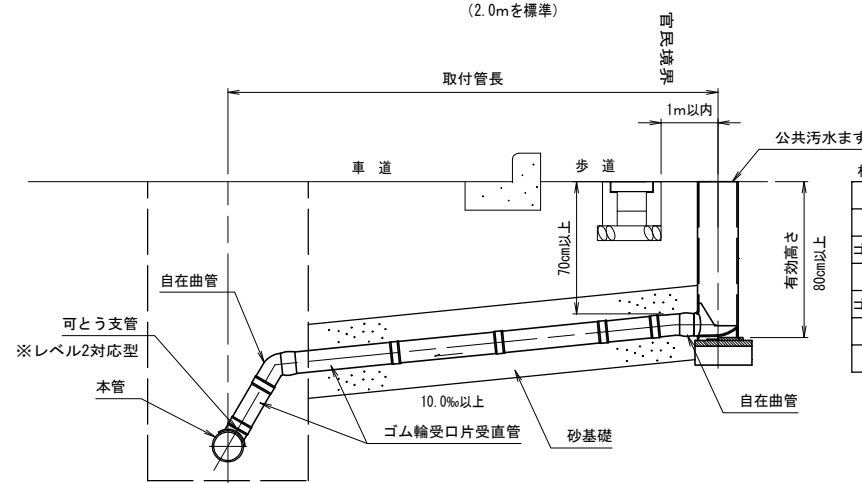 (2.0mを標準)
官民境界
取付管長
1m以内
公共汚水ます
車 道
歩 道
70cm以上
有効高さ
80cm以上
自在曲管
可とう支管
※レベル2対応型
本管
10.0‰以上
ゴム輪受口片受直管
砂基礎
自在曲管